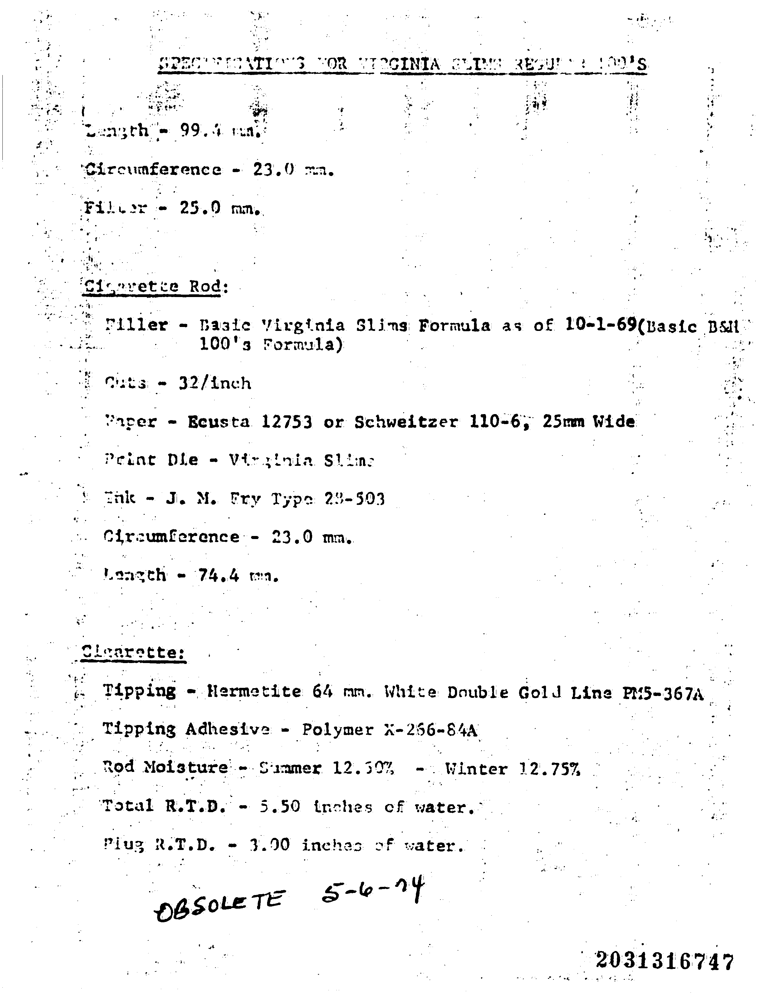 SPECIFICATIONS FOR VIRGINIA SLIMS REGULAR 100'S
Length - 99.4 mm.
Circumference - 23.0 mm.
Filter - 25.0 mm.
Cigarette Rod:
Filler - Basic Virginia Slims Formula as of 10-1-69(Basic B&H
100's Formula)
Cuts - 32/inch
Paper - Ecusta 12753 or Schweitzer 110-6, 25mm Wide
Print Die - Virginia Slims
Ink - J. M. Fry Type 28-503
Circumference - 23.0 mm.
Length - 74.4 mm.
Cigarette:
Tipping - Hermetite 64 mm. White Double Gold Line PM5-367A
Tipping Adhesive - Polymer X-266-84A
Rod Moisture - Summer - Winter 12.75%
Total R.T.D. - 5.50 inches of water.
Plug R.T.D. - 3.00 inches of water.
OBSOLETE 5-6-74
2031316747